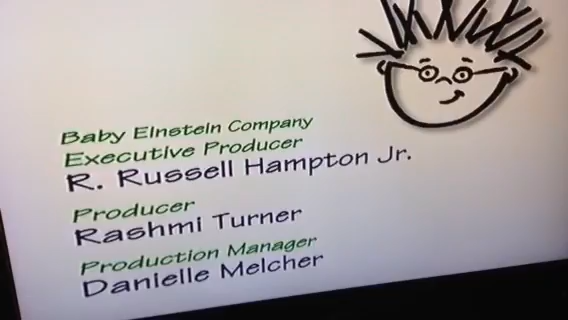 Baby Einstein Company
Executive Producer
R. Russell Hampton Jr.
Producer
Rashmi Turner
Production Manager
Danielle Melcher